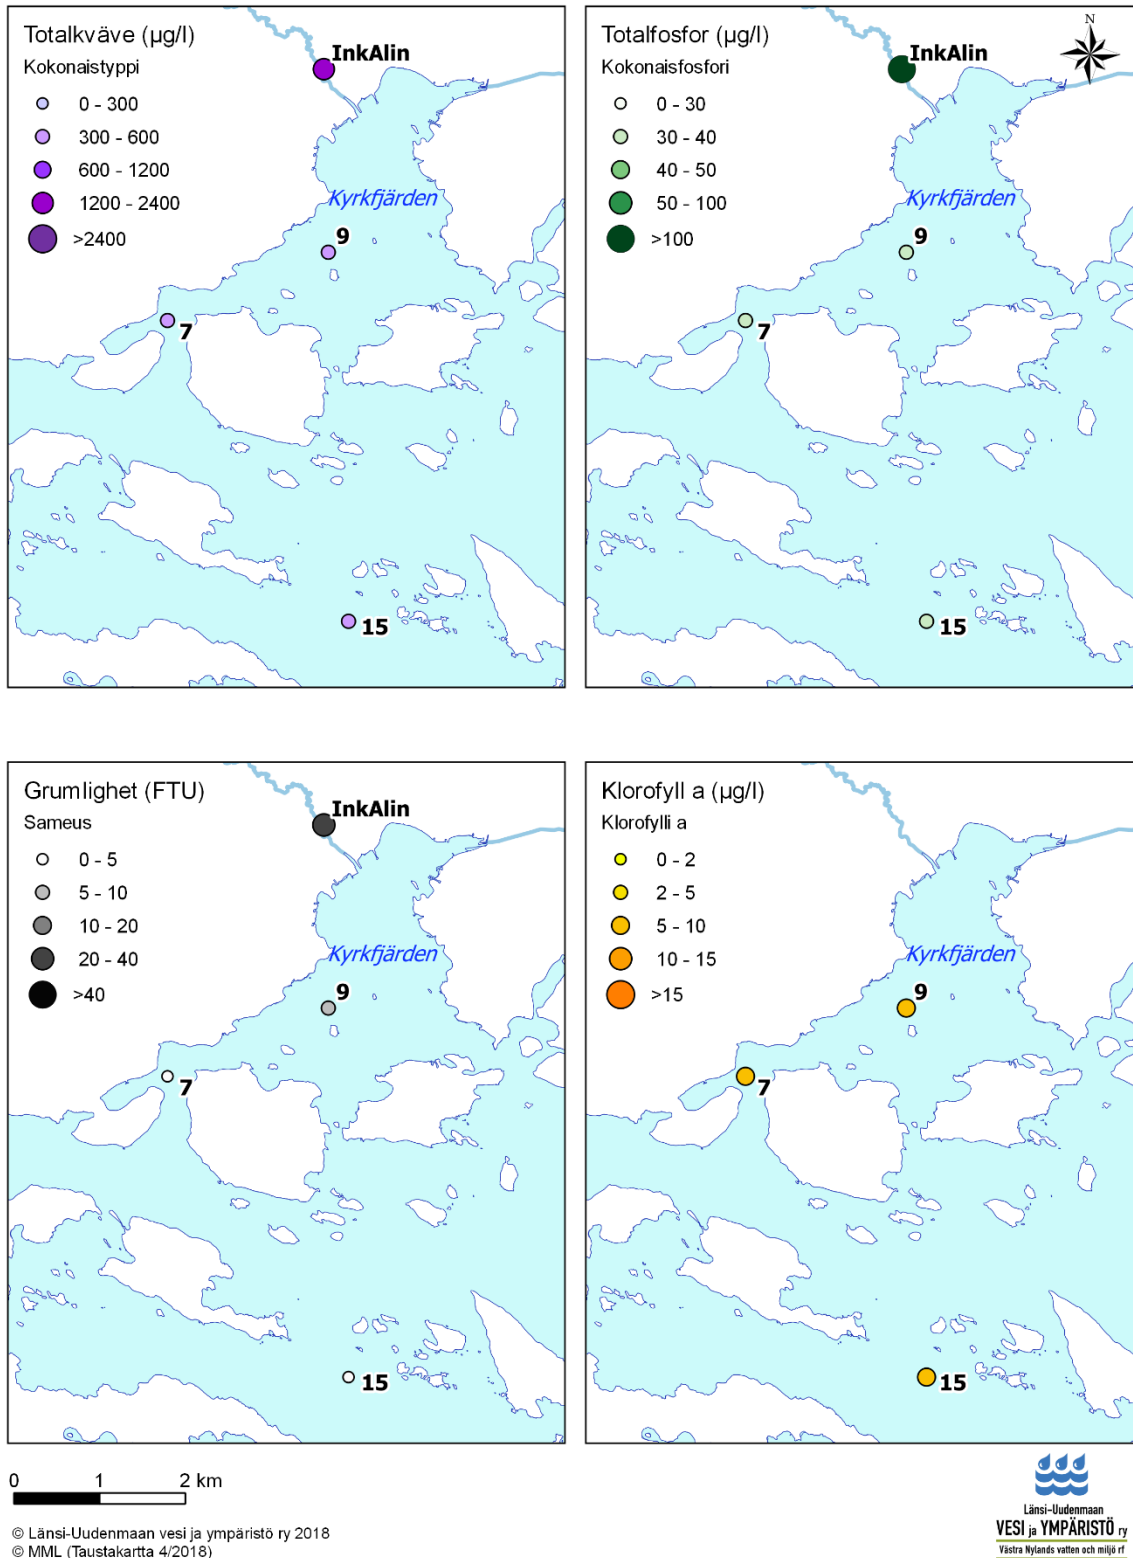 Totalkväve (µg/l)
Kokonaistyppi
0 - 300
300 - 600
600 - 1200
1200 - 2400
>2400
InkAlin
Kyrkfjärden
9
7
15
Totalfosfor (µg/l)
Kokonaisfosfori
0 - 30
30 - 40
40 - 50
50 - 100
>100
InkAlin
N
Kyrkfjärden
9
7
15
Grumlighet (FTU)
Sameus
0 - 5
5 - 10
10 - 20
20 - 40
>40
InkAlin
Kyrkfjärden
9
7
15
Klorofyll a (µg/l)
Klorofylli a
0 - 2
2 - 5
5 - 10
10 - 15
>15
Kyrkfjärden
9
7
15
0 1 2 km
© Länsi-Uudenmaan vesi ja ympäristö ry 2018
© MML (Taustakartta 4/2018)
Länsi-Uudenmaan
VESI ja YMPÄRISTÖ ry
Västra Nylands vatten och miljö rf